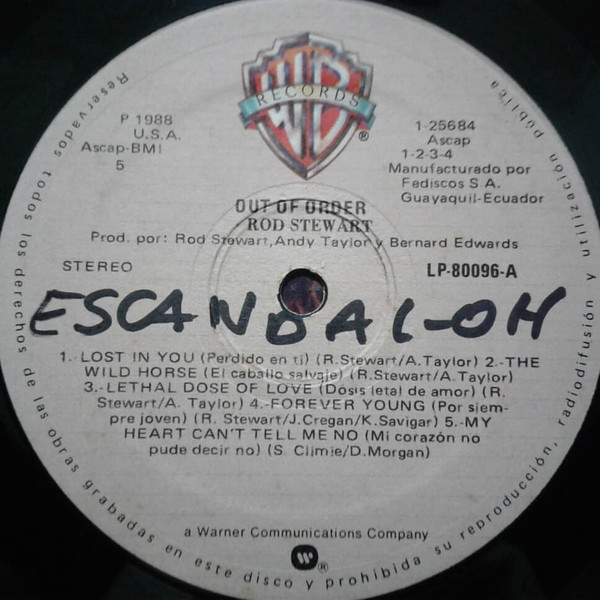 RECORDS
®
P 1988
U.S.A.
Ascap-BMI
5
1-25684
Ascap
1-2-3-4
Manufacturado por
Fediscos S.A.
Guayaquil-Ecuador
OUT OF ORDER
ROD STEWART
Prod. por: Rod Stewart, Andy Taylor y Bernard Edwards
STEREO
LP-80096-A
ESCANDAL-OH
1.-LOST IN YOU (Perdido en ti) (R.Stewart/A.Taylor) 2.-THE
WILD HORSE (El caballo salvaje) (R.Stewart/A.Taylor)
3.-LETHAL DOSE OF LOVE (Dósis letal de amor) (R.
Stewart/A. Taylor) 4.-FOREVER YOUNG (Por siem-
pre joven) (R. Stewart/J.Cregan/K.Savigar) 5.-MY
HEART CAN'T TELL ME NO (Mi corazón no
pude decir no) (S. Climie/D.Morgan)
a Warner Communications Company
®
Reservados todos los derechos de las obras grabadas en este disco y prohibida su reproducción, radiodifusión y utilización pública